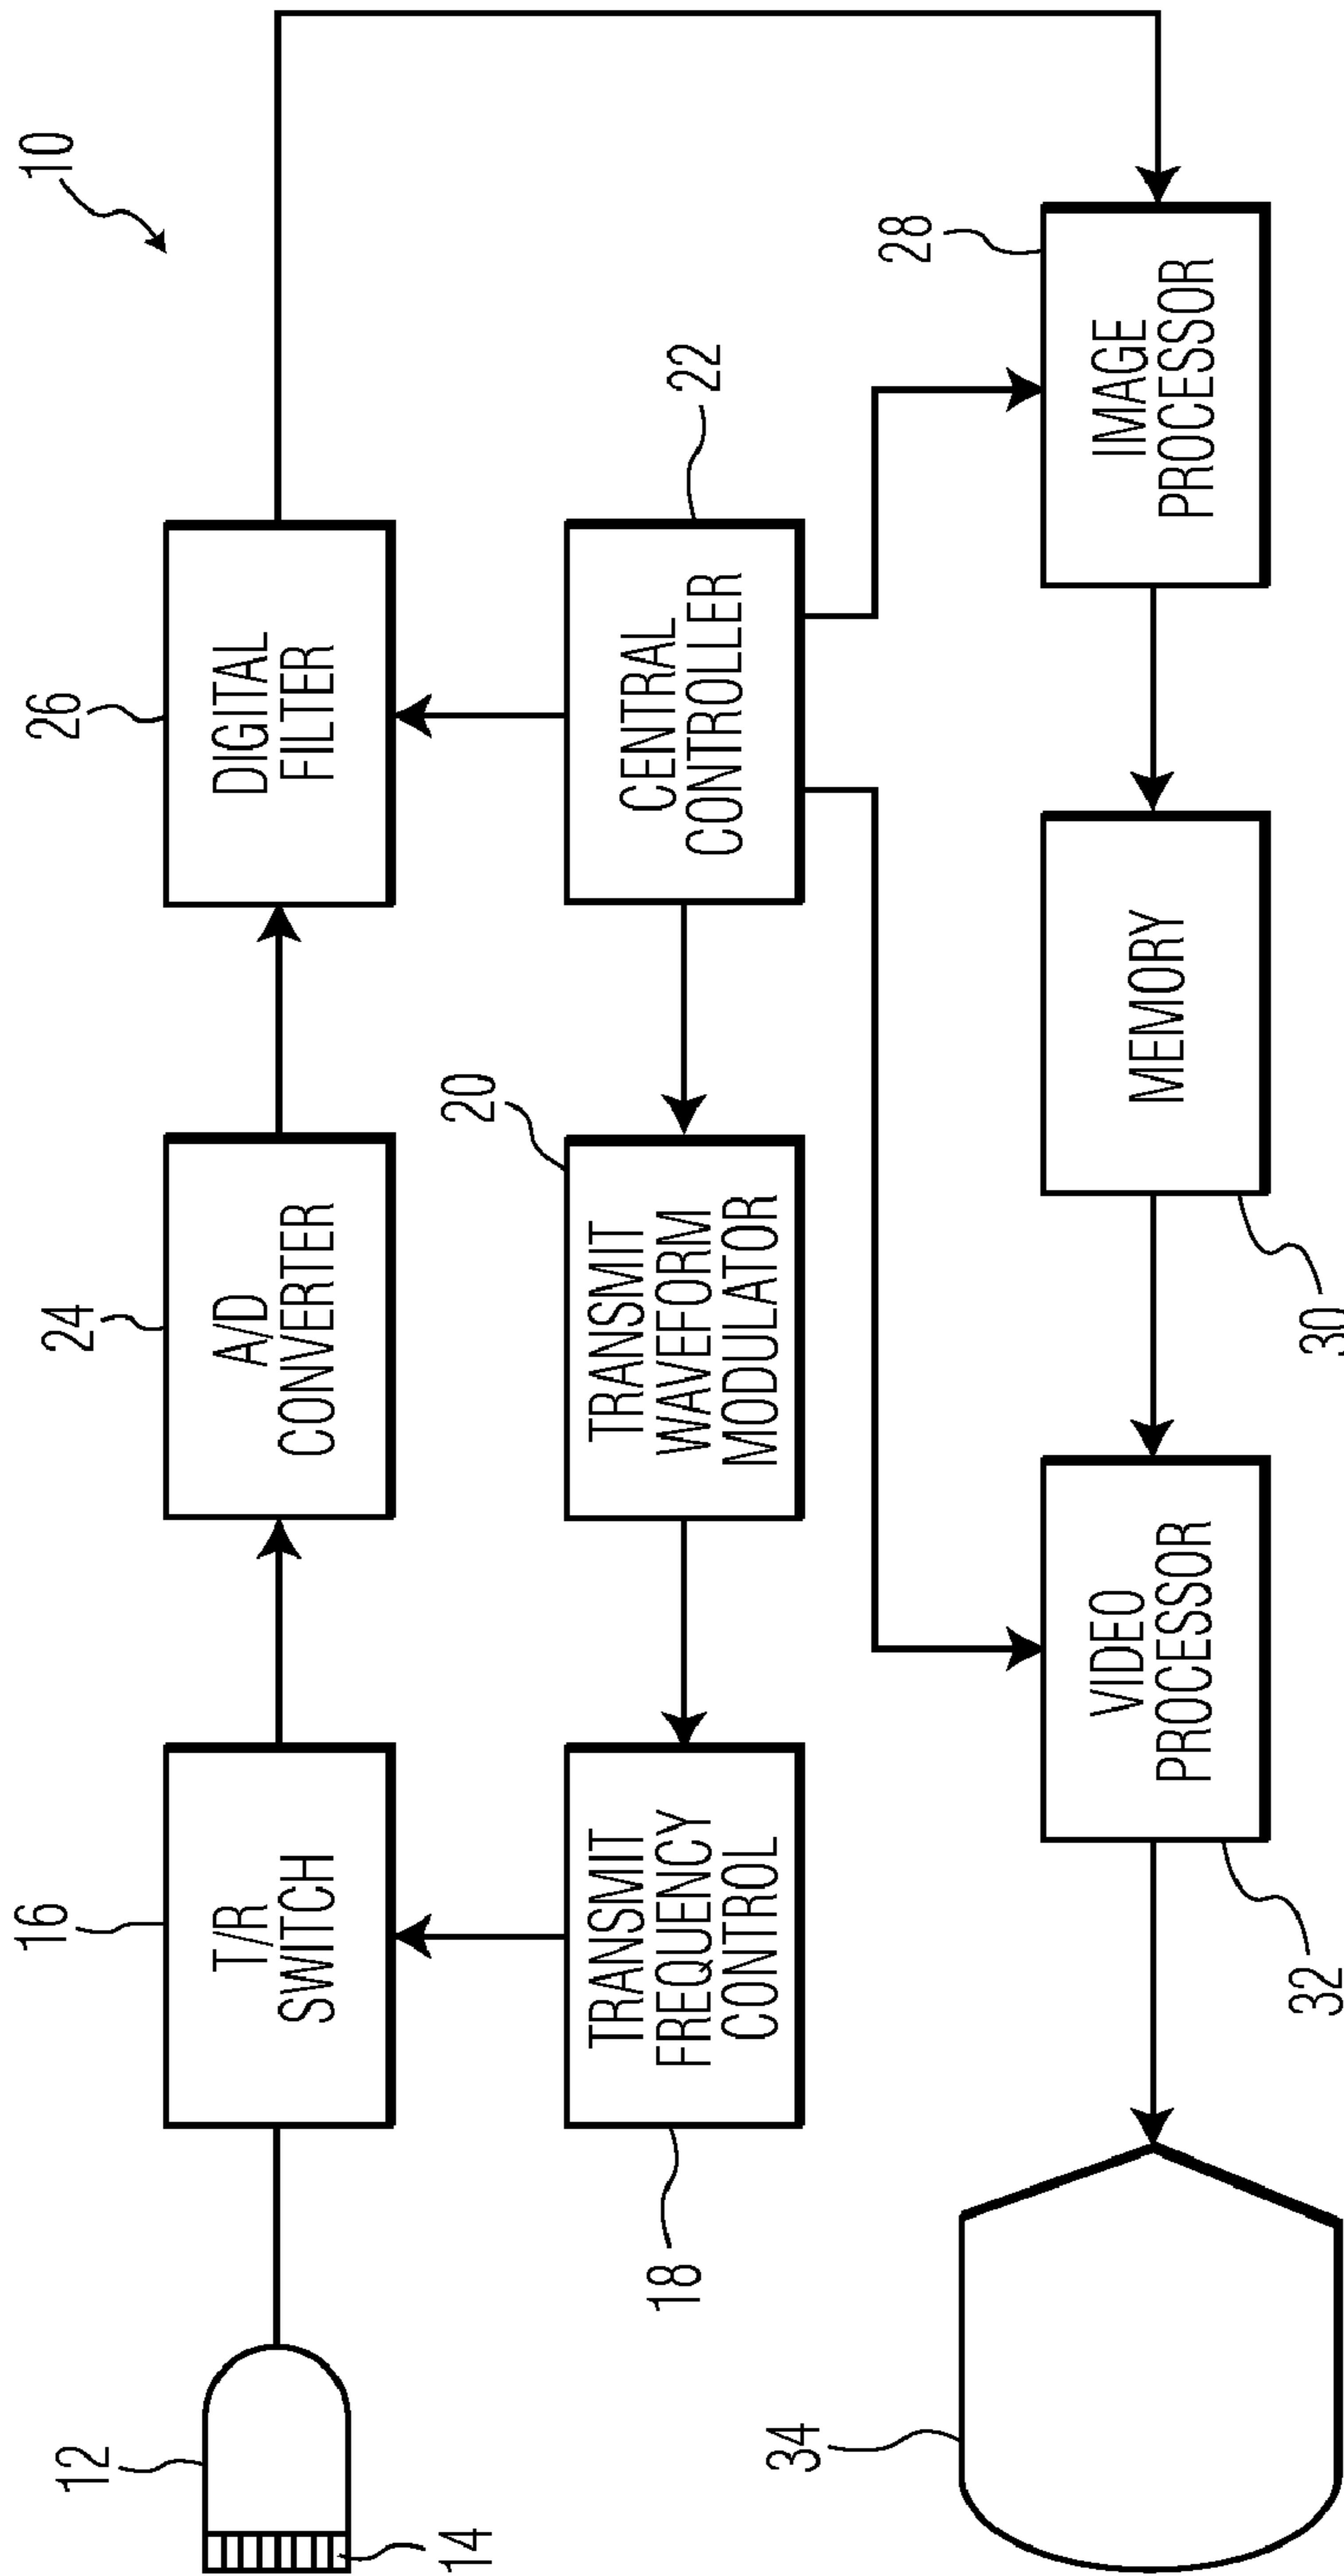 10
12
14
16
T/R
SWITCH
24
A/D
CONVERTER
26
DIGITAL
FILTER
18
TRANSMIT
FREQUENCY
CONTROL
20
TRANSMIT
WAVEFORM
MODULATOR
22
CENTRAL
CONTROLLER
34
32
VIDEO
PROCESSOR
30
MEMORY
28
IMAGE
PROCESSOR